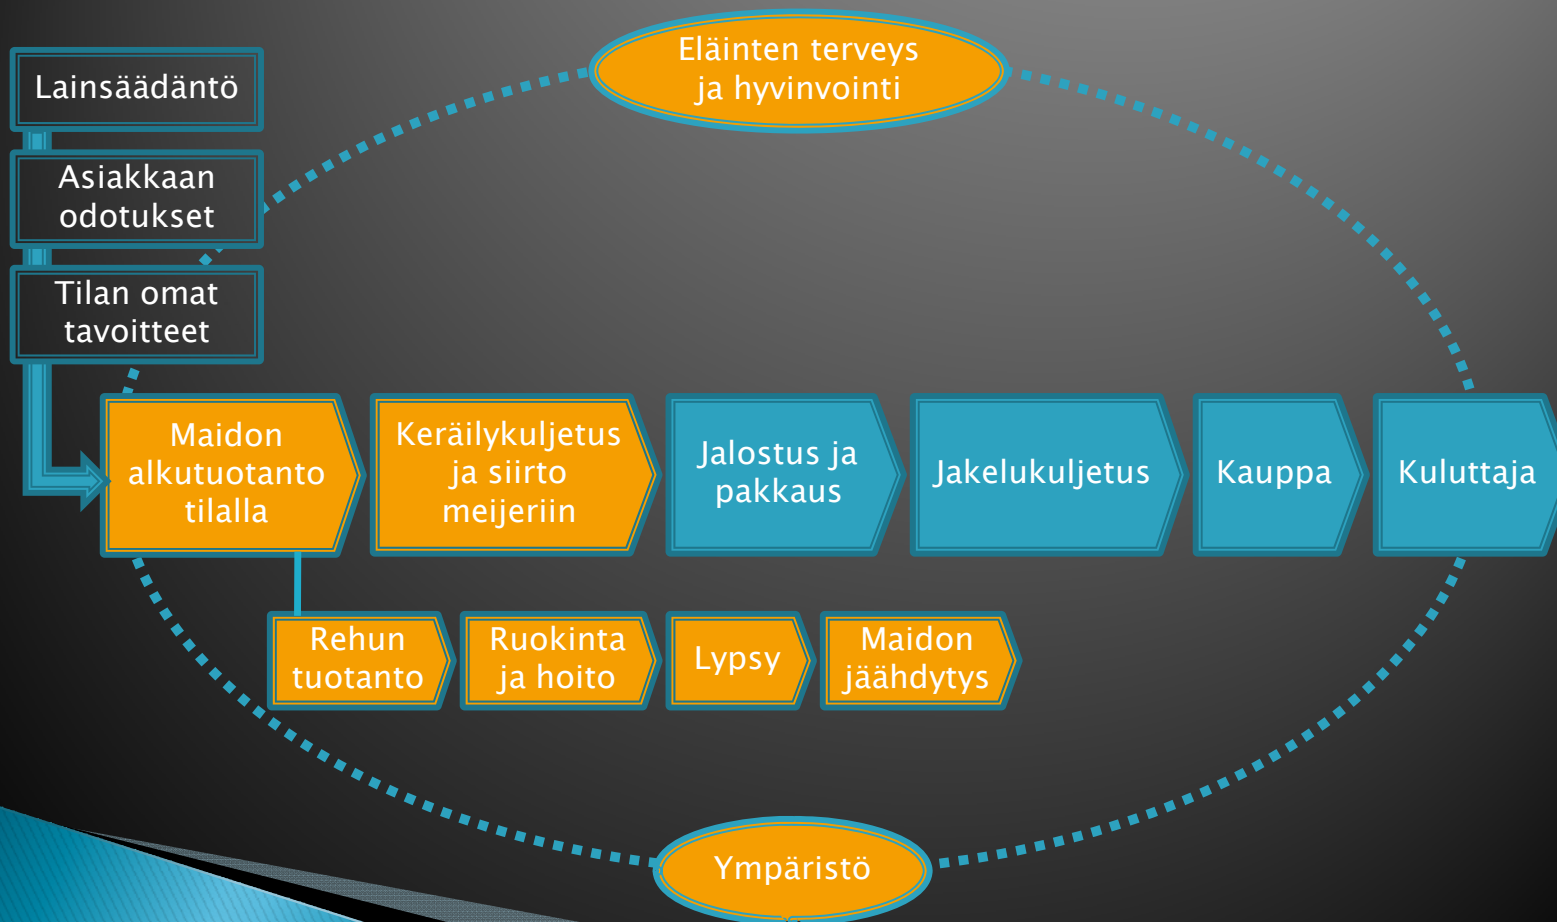 Eläinten terveys
ja hyvinvointi
Lainsäädäntö
Asiakkaan
odotukset
Tilan omat
tavoitteet
Maidon
alkutuotanto
tilalla
Keräilykuljetus
ja siirto
meijeriin
Jalostus ja
pakkaus
Jakelukuljetus
Kauppa
Kuluttaja
Rehun
tuotanto
Ruokinta
ja hoito
Lypsy
Maidon
jäähdytys
Ympäristö